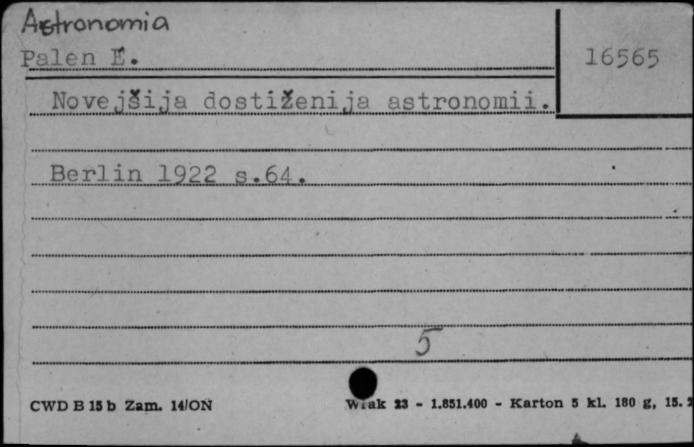 Astronomia
Palen É.
16565
Novejšija dostiženija astronomii.
Berlin 1922 s.64.
5
CWD B 15 b Zam. 14/ON
Wrak 23 - 1.851.400 - Karton 5 kl. 180 g, 15.